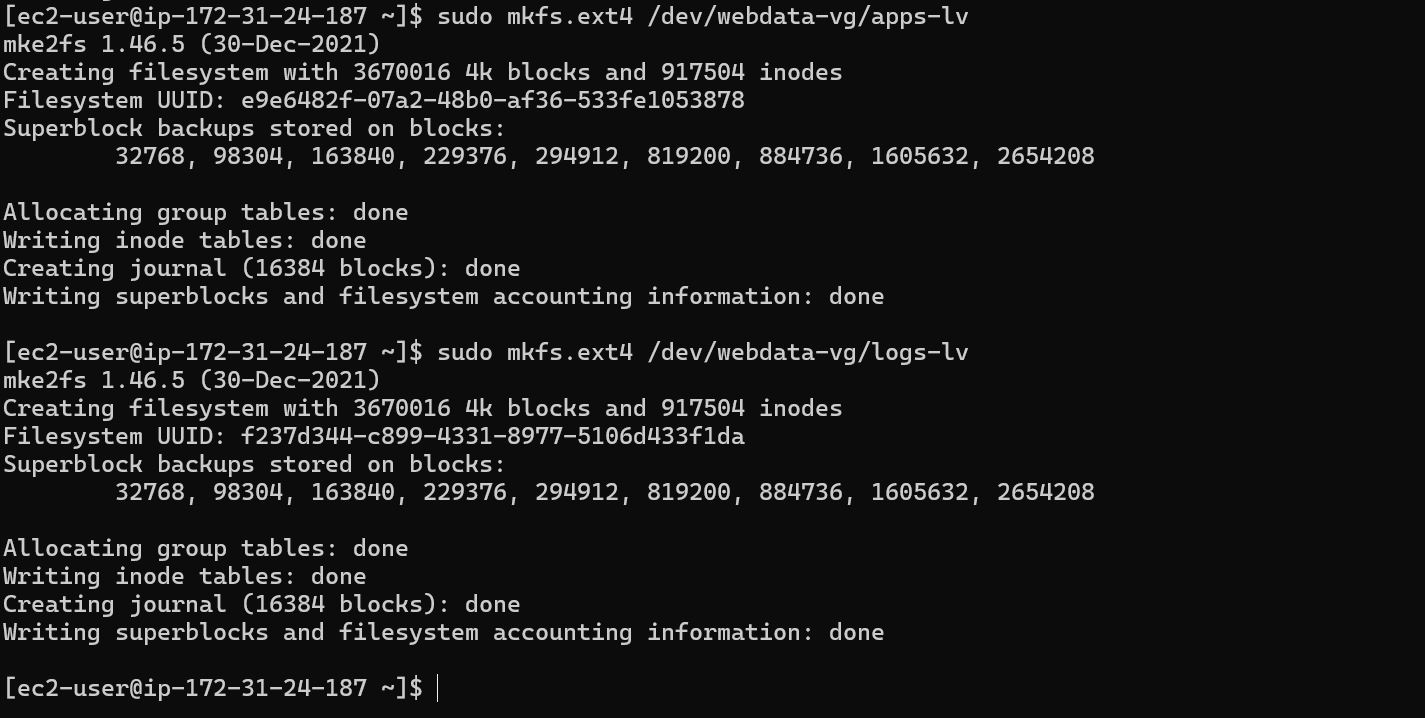 [ec2-user@ip-172-31-24-187 ~]$ sudo mkfs.ext4 /dev/webdata-vg/apps-lv
mke2fs 1.46.5 (30-Dec-2021)
Creating filesystem with 3670016 4k blocks and 917504 inodes
Filesystem UUID: e9e6482f-07a2-48b0-af36-533fe1053878
Superblock backups stored on blocks:
        32768, 98304, 163840, 229376, 294912, 819200, 884736, 1605632, 2654208

Allocating group tables: done
Writing inode tables: done
Creating journal (16384 blocks): done
Writing superblocks and filesystem accounting information: done

[ec2-user@ip-172-31-24-187 ~]$ sudo mkfs.ext4 /dev/webdata-vg/logs-lv
mke2fs 1.46.5 (30-Dec-2021)
Creating filesystem with 3670016 4k blocks and 917504 inodes
Filesystem UUID: f237d344-c899-4331-8977-5106d433f1da
Superblock backups stored on blocks:
        32768, 98304, 163840, 229376, 294912, 819200, 884736, 1605632, 2654208

Allocating group tables: done
Writing inode tables: done
Creating journal (16384 blocks): done
Writing superblocks and filesystem accounting information: done

[ec2-user@ip-172-31-24-187 ~]$